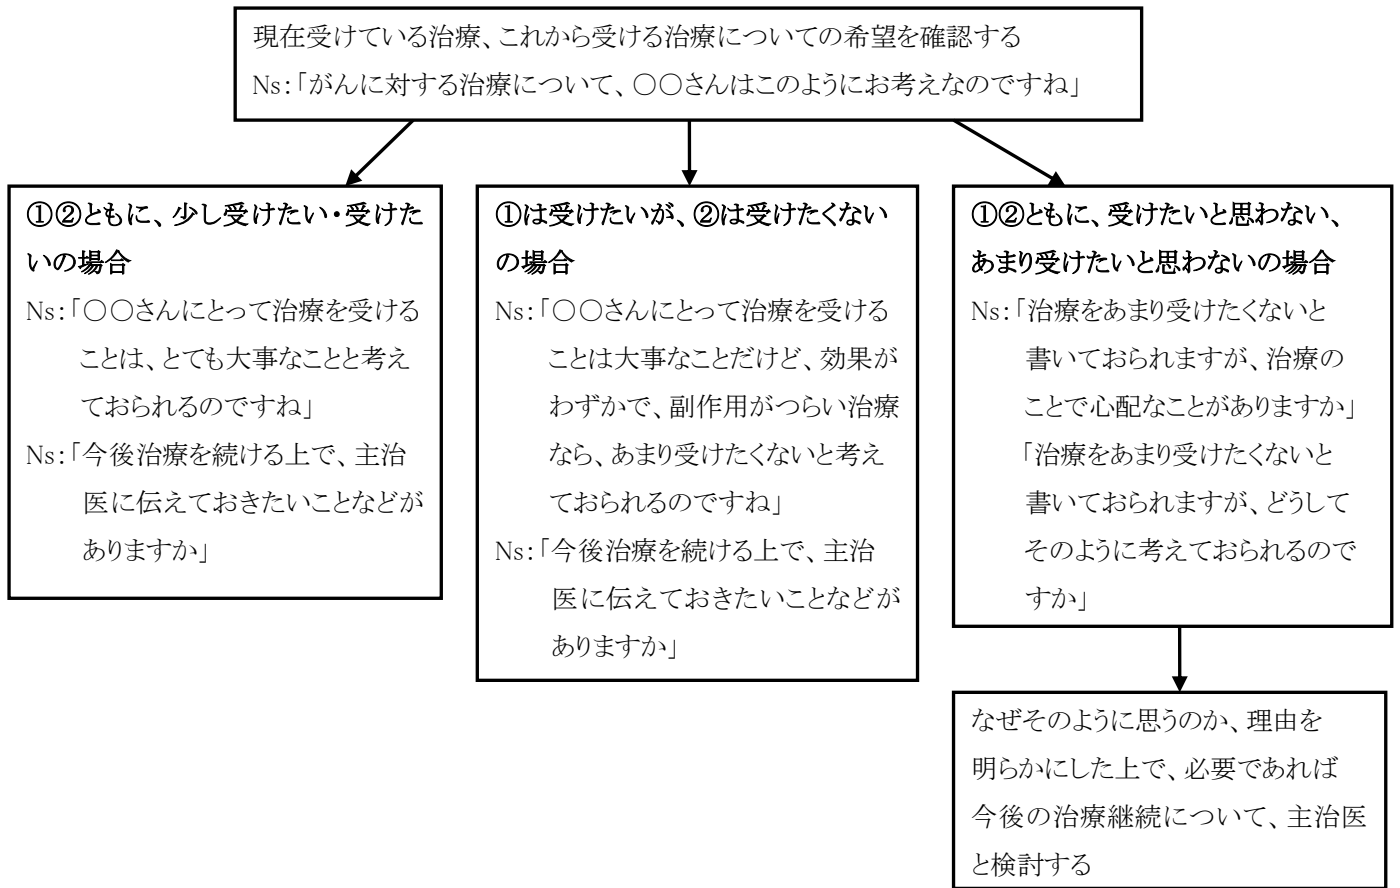 現在受けている治療、これから受ける治療についての希望を確認する
Ns:「がんに対する治療について、〇〇さんはこのようにお考えなのですね」
①②ともに、少し受けたい・受けた
いの場合
Ns:「〇〇さんにとって治療を受ける
ことは、とても大事なことと考え
ておられるのですね」
Ns:「今後治療を続ける上で、主治
医に伝えておきたいことなどが
ありますか」
①は受けたいが、②は受けたくない
の場合
Ns:「〇〇さんにとって治療を受ける
ことは大事なことだけど、効果が
わずかで、副作用がつらい治療
なら、あまり受けたくないと考え
ておられるのですね」
Ns:「今後治療を続ける上で、主治
医に伝えておきたいことなどが
ありますか」
①②ともに、受けたいと思わない、
あまり受けたいと思わないの場合
Ns:「治療をあまり受けたくないと
書いておられますが、治療の
ことで心配なことがありますか」
「治療をあまり受けたくないと
書いておられますが、どうして
そのように考えておられるので
すか」
なぜそのように思うのか、理由を
明らかにした上で、必要であれば
今後の治療継続について、主治医
と検討する